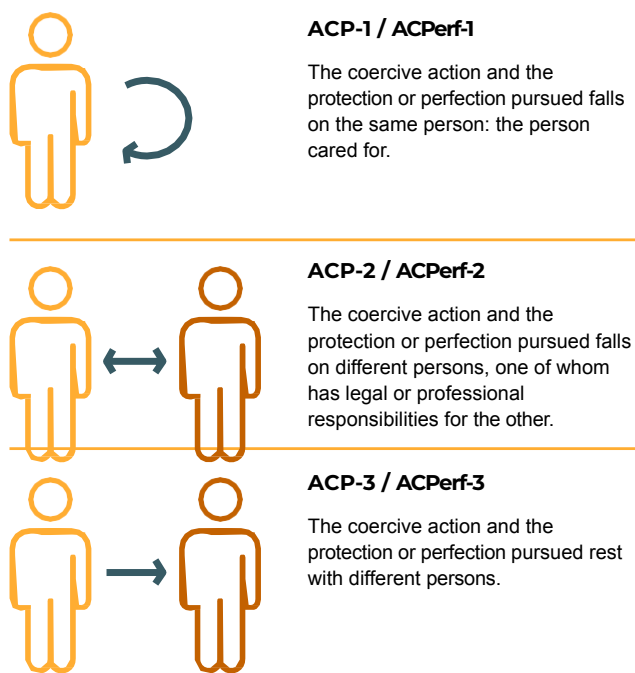 ACP-1 / ACPerf-1
The coercive action and the
protection or perfection pursued falls
on the same person: the person
cared for.
ACP-2 / ACPerf-2
The coercive action and the
protection or perfection pursued falls
on different persons, one of whom
has legal or professional
responsibilities for the other.
ACP-3 / ACPerf-3
The coercive action and the
protection or perfection pursued rest
with different persons.